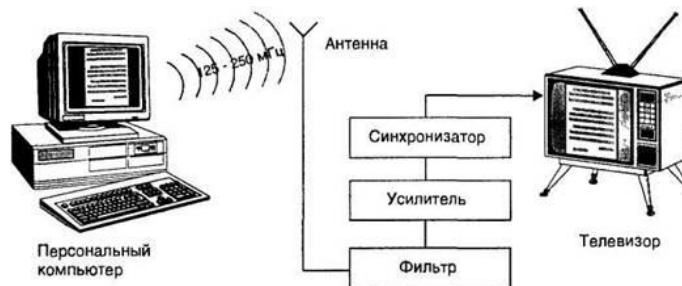 125 - 250 мГц
Антенна
Синхронизатор
Усилитель
Фильтр
Персональный
компьютер
Телевизор